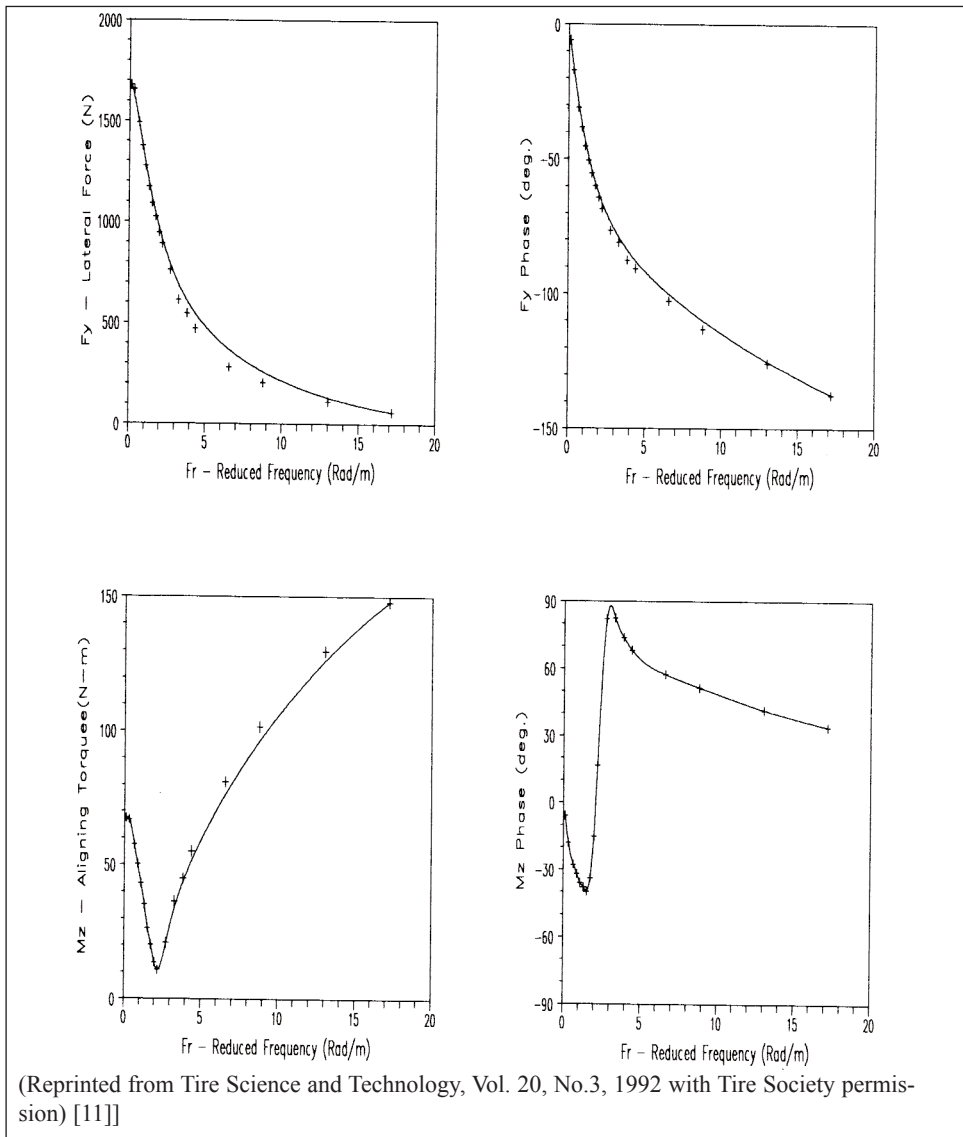 2000
1500
1000
500
0
Fy – Lateral Force (N)
0 5 10 15 20
Fr – Reduced Frequency (Rad/m)
0
–50
–100
–150
Fy Phase (deg.)
0 5 10 15 20
Fr – Reduced Frequency (Rad/m)
150
100
50
0
Mz – Aligning Torquee(N–m)
0 5 10 15 20
Fr – Reduced Frequency (Rad/m)
90
60
30
0
–30
–60
–90
Mz Phase (deg.)
0 5 10 15 20
Fr – Reduced Frequency (Rad/m)
(Reprinted from Tire Science and Technology, Vol. 20, No.3, 1992 with Tire Society permis-
sion) [11]]